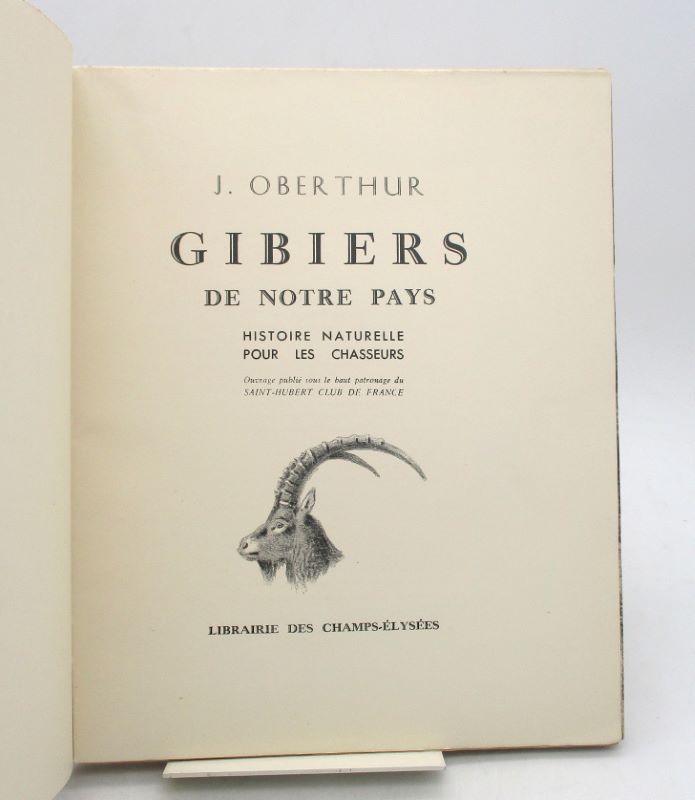 J. OBERTHUR
GIBIERS
DE NOTRE PAYS
HISTOIRE NATURELLE
POUR LES CHASSEURS
Ouvrage publié sous le haut patronage du
SAINT-HUBERT CLUB DE FRANCE
LIBRAIRIE DES CHAMPS-ÉLYSÉES